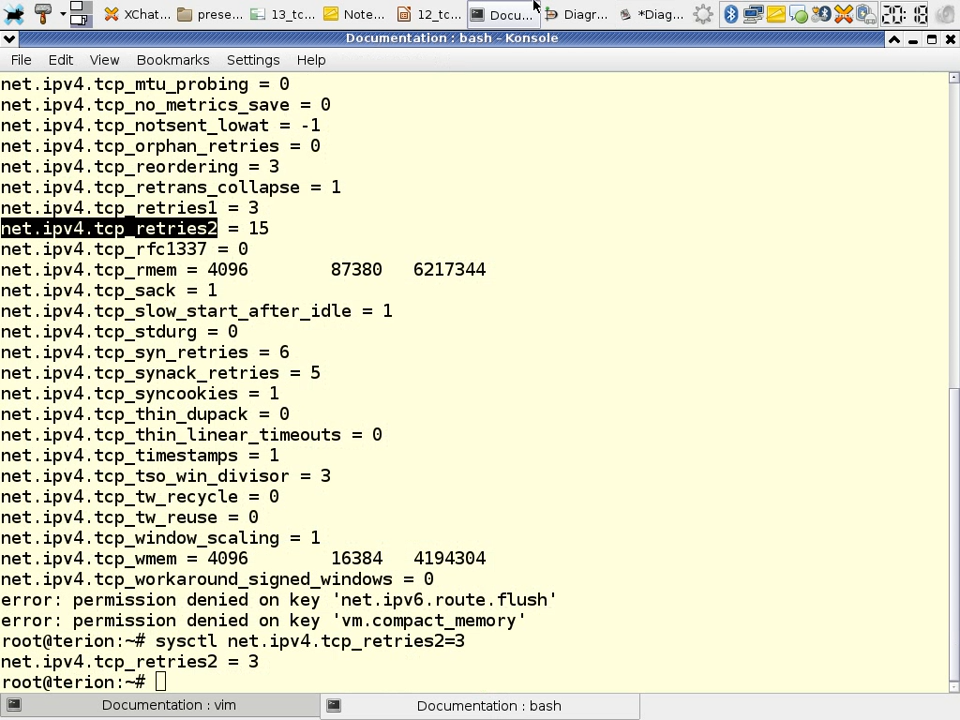 XChat... prese... 13_tc... Note... 12_tc... Docu... Diagr... *Diag... 20:18
Documentation : bash – Konsole
File Edit View Bookmarks Settings Help
net.ipv4.tcp_mtu_probing = 0
net.ipv4.tcp_no_metrics_save = 0
net.ipv4.tcp_notsent_lowat = -1
net.ipv4.tcp_orphan_retries = 0
net.ipv4.tcp_reordering = 3
net.ipv4.tcp_retrans_collapse = 1
net.ipv4.tcp_retries1 = 3
net.ipv4.tcp_retries2 = 15
net.ipv4.tcp_rfc1337 = 0
net.ipv4.tcp_rmem = 4096 87380 6217344
net.ipv4.tcp_sack = 1
net.ipv4.tcp_slow_start_after_idle = 1
net.ipv4.tcp_stdurg = 0
net.ipv4.tcp_syn_retries = 6
net.ipv4.tcp_synack_retries = 5
net.ipv4.tcp_syncookies = 1
net.ipv4.tcp_thin_dupack = 0
net.ipv4.tcp_thin_linear_timeouts = 0
net.ipv4.tcp_timestamps = 1
net.ipv4.tcp_tso_win_divisor = 3
net.ipv4.tcp_tw_recycle = 0
net.ipv4.tcp_tw_reuse = 0
net.ipv4.tcp_window_scaling = 1
net.ipv4.tcp_wmem = 4096 16384 4194304
net.ipv4.tcp_workaround_signed_windows = 0
error: permission denied on key 'net.ipv6.route.flush'
error: permission denied on key 'vm.compact_memory'
root@terion:~# sysctl net.ipv4.tcp_retries2=3
net.ipv4.tcp_retries2 = 3
root@terion:~#
Documentation : vim Documentation : bash